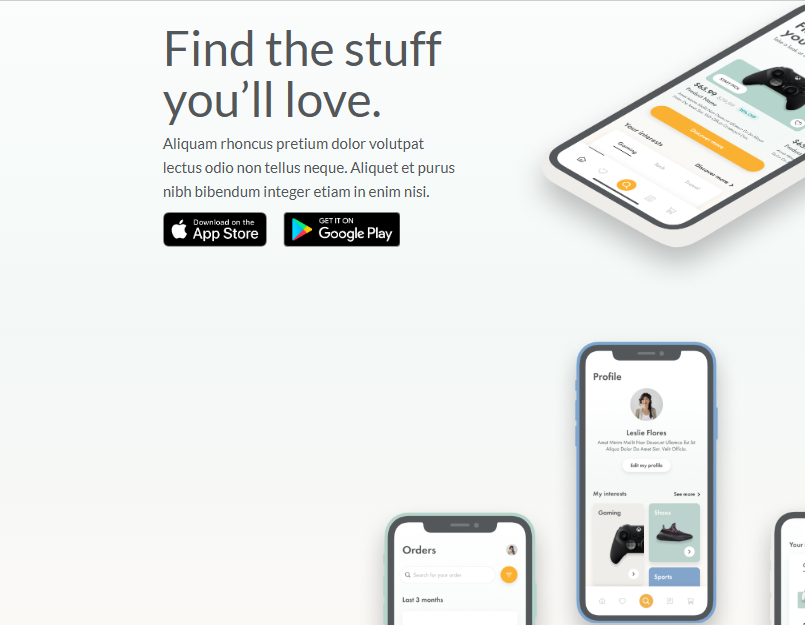 Find the stuff
you'll love.
Aliquam rhoncus pretium dolor volutpat
lectus odio non tellus neque. Aliquet et purus
nibh bibendum integer etiam in enim nisi.
Download on the
App Store
GET IT ON
Google Play
$65.99
Product Name
Discover more
Your interests
Discover more
Gaming
Profile
Leslie Flores
Amet Minim Mollit Non Deserunt Ullamco Est Sit
Aliqua Dolor Do Amet Sint. Velit Officia.
Edit my profile
My interests
See more
Gaming
Shoes
Sports
Orders
Search for your order
Last 3 months
Your